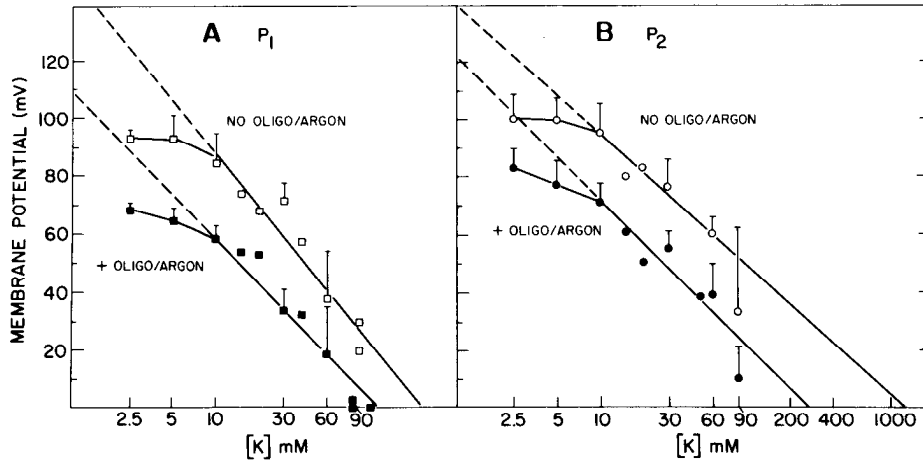 A P1
B P2
MEMBRANE POTENTIAL (mV)
120
100
80
60
40
20
NO OLIGO/ARGON
+ OLIGO/ARGON
NO OLIGO/ARGON
+ OLIGO/ARGON
2.5 5 10 30 60 90
2.5 5 10 30 60 90 200 400 1000
[K] mM
[K] mM